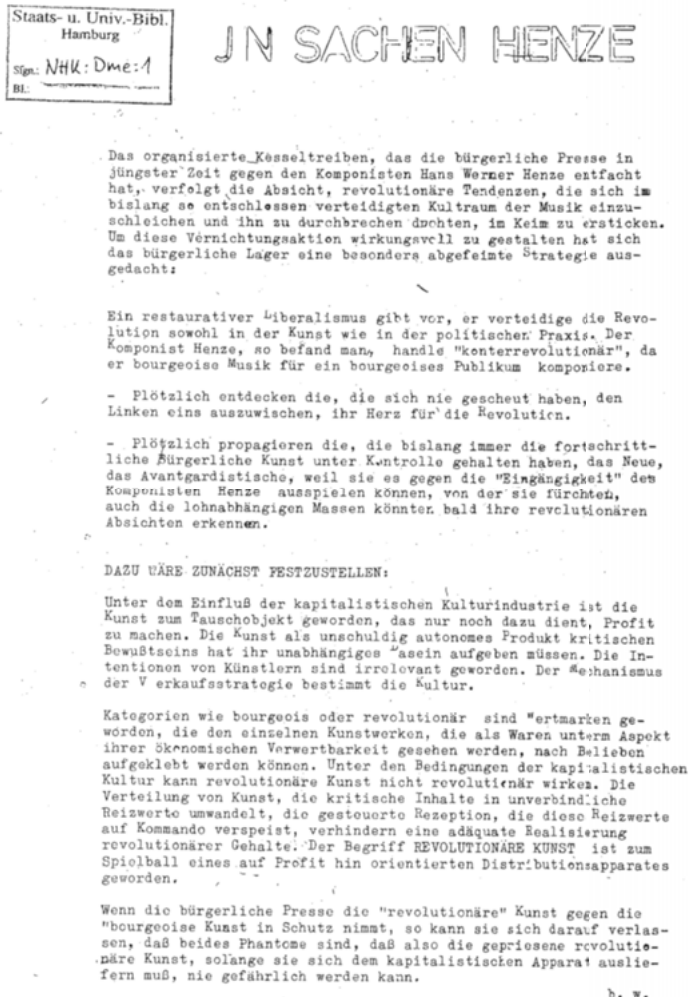 Staats- u. Univ.-Bibl.
Hamburg
Sign.: NHK: Dme: 1
Bl.:
JN SACHEN HENZE
Das organisierte Kesseltreiben, das die bürgerliche Presse in
jüngster Zeit gegen den Komponisten Hans Werner Henze entfacht
hat, verfolgt die Absicht, revolutionäre Tendenzen, die sich im
bislang so entschlossen verteidigten Kultraum der Musik einzu-
schleichen und ihn zu durchbrechen drohten, im Keim zu ersticken.
Um diese Vernichtungsaktion wirkungsvoll zu gestalten hat sich
das bürgerliche Lager eine besonders abgefeimte Strategie aus-
gedacht:
Ein restaurativer Liberalismus gibt vor, er verteidige die Revo-
lution sowohl in der Kunst wie in der politischen Praxis. Der
Komponist Henze, so befand man, handle "konterrevolutionär", da
er bourgeoise Musik für ein bourgeoises Publikum komponiere.
- Plötzlich entdecken die, die sich nie gescheut haben, den
Linken eins auszuwischen, ihr Herz für die Revolution.
- Plötzlich propagieren die, die bislang immer die fortschritt-
liche Bürgerliche Kunst unter Kontrolle gehalten haben, das Neue,
das Avantgardistische, weil sie es gegen die "Eingängigkeit" des
Komponisten Henze ausspielen können, von der sie fürchten,
auch die lohnabhängigen Massen könnten bald ihre revolutionären
Absichten erkennen.
DAZU WÄRE ZUNÄCHST FESTZUSTELLEN:
Unter dem Einfluß der kapitalistischen Kulturindustrie ist die
Kunst zum Tauschobjekt geworden, das nur noch dazu dient, Profit
zu machen. Die Kunst als unschuldig autonomes Produkt kritischen
Bewußtseins hat ihr unabhängiges Dasein aufgeben müssen. Die In-
tentionen von Künstlern sind irrelevant geworden. Der Mechanismus
der V erkaufsstrategie bestimmt die Kultur.
Kategorien wie bourgeois oder revolutionär sind "ertmarken ge-
worden, die den einzelnen Kunstwerken, die als Waren unterm Aspekt
ihrer ökonomischen Verwertbarkeit gesehen werden, nach Belieben
aufgeklebt werden können. Unter den Bedingungen der kapitalistischen
Kultur kann revolutionäre Kunst nicht revolutionär wirken. Die
Verteilung von Kunst, die kritische Inhalte in unverbindliche
Reizwerte umwandelt, die gesteuerte Rezeption, die diese Reizwerte
auf Kommando verspeist, verhindern eine adäquate Realisierung
revolutionärer Gehalte. Der Begriff REVOLUTIONÄRE KUNST ist zum
Spielball eines auf Profit hin orientierten Distributionsapparates
geworden.
Wenn die bürgerliche Presse die "revolutionäre" Kunst gegen die
"bourgeoise Kunst in Schutz nimmt, so kann sie sich darauf verlas-
sen, daß beides Phantome sind, daß also die gepriesene revolutio-
näre Kunst, solange sie sich dem kapitalistischen Apparat auslie-
fern muß, nie gefährlich werden kann.